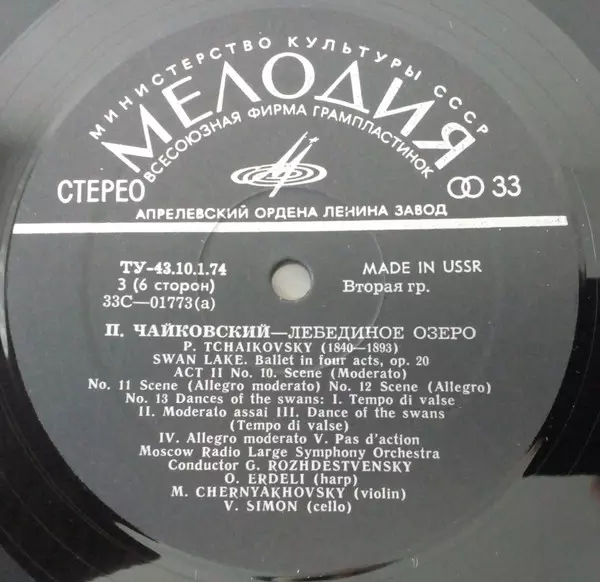 МИНИСТЕРСТВО КУЛЬТУРЫ СССР
МЕЛОДИЯ
ВСЕСОЮЗНАЯ ФИРМА ГРАМПЛАСТИНОК
СТЕРЕО 33
АПРЕЛЕВСКИЙ ОРДЕНА ЛЕНИНА ЗАВОД
ТУ-43.10.1.74 MADE IN USSR
3 (6 сторон) Вторая гр.
33С—01773(а)
П. ЧАЙКОВСКИЙ—ЛЕБЕДИНОЕ ОЗЕРО
P. TCHAIKOVSKY (1840—1893)
SWAN LAKE. Ballet in four acts, op. 20
ACT II No. 10. Scene (Moderato)
No. 11 Scene (Allegro moderato) No. 12 Scene (Allegro)
No. 13 Dances of the swans: I. Tempo di valse
II. Moderato assai III. Dance of the swans
(Tempo di valse)
IV. Allegro moderato V. Pas d'action
Moscow Radio Large Symphony Orchestra
Conductor G. ROZHDESTVENSKY
O. ERDELI (harp)
M. CHERNYAKHOVSKY (violin)
V. SIMON (cello)